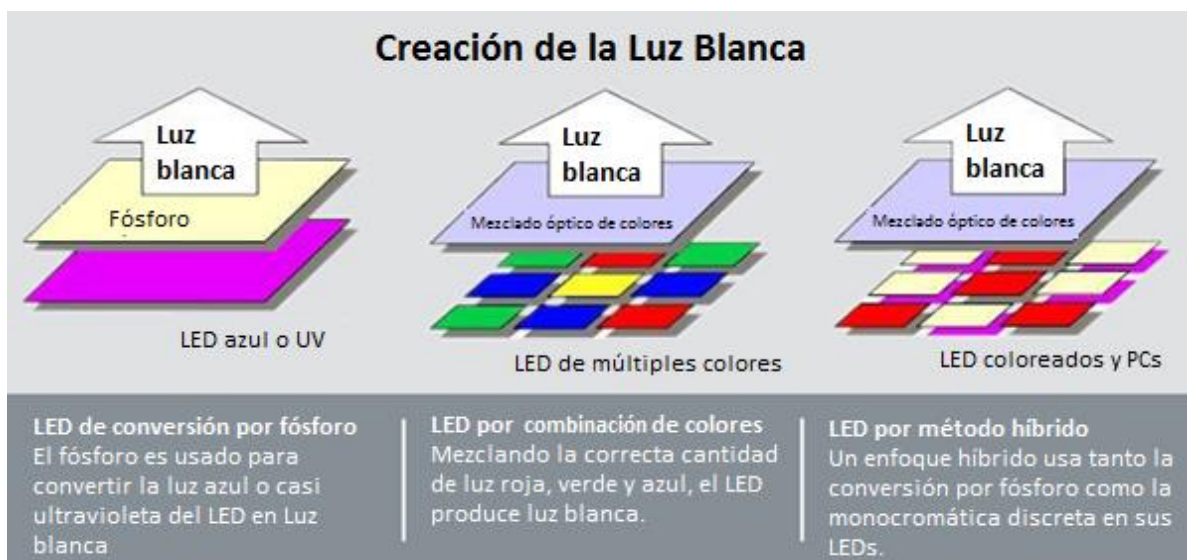 Creación de la Luz Blanca
Luz
blanca
Fósforo
LED azul o UV
Luz
blanca
Mezclado óptico de colores
LED de múltiples colores
Luz
blanca
Mezclado óptico de colores
LED coloreados y PCs
LED de conversión por fósforo
El fósforo es usado para
convertir la luz azul o casi
ultravioleta del LED en Luz
blanca
LED por combinación de colores
Mezclando la correcta cantidad
de luz roja, verde y azul, el LED
produce luz blanca.
LED por método híbrido
Un enfoque híbrido usa tanto la
conversión por fósforo como la
monocromática discreta en sus
LEDs.